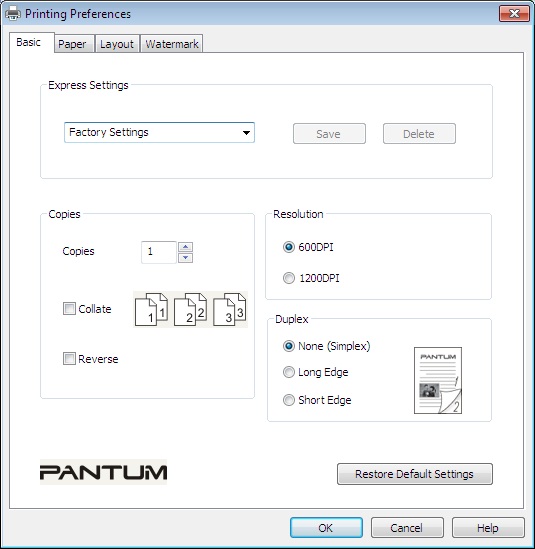 Printing Preferences
Basic Paper Layout Watermark
Express Settings
Factory Settings Save Delete
Copies
Copies 1
Collate 1 1 2 2 3 3
Reverse
Resolution
600DPI
1200DPI
Duplex
None (Simplex)
Long Edge
Short Edge
PANTUM
1
2
PANTUM
Restore Default Settings
OK Cancel Help